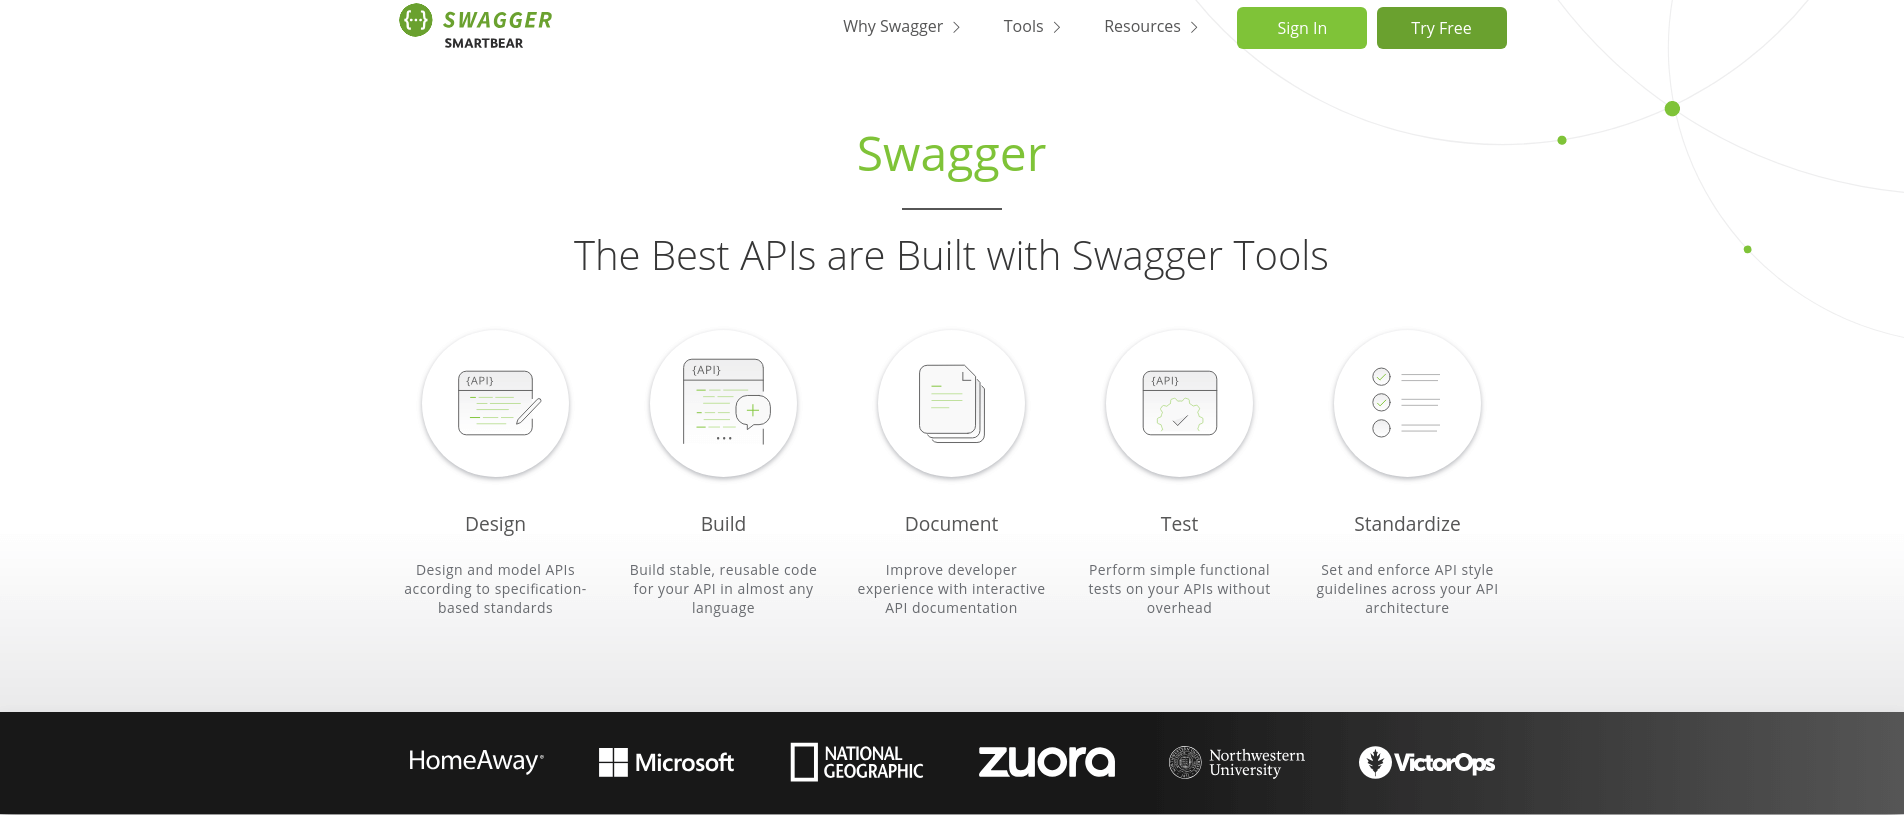 SWAGGER
SMARTBEAR
Why Swagger
Tools
Resources
Sign In
Try Free
Swagger
The Best APIs are Built with Swagger Tools
{API}
{API}
{API}
Design
Design and model APIs
according to specification-
based standards
Build
Build stable, reusable code
for your API in almost any
language
Document
Improve developer
experience with interactive
API documentation
Test
Perform simple functional
tests on your APIs without
overhead
Standardize
Set and enforce API style
guidelines across your API
architecture
HomeAway®
Microsoft
NATIONAL
GEOGRAPHIC
zuora
Northwestern
University
VictorOps